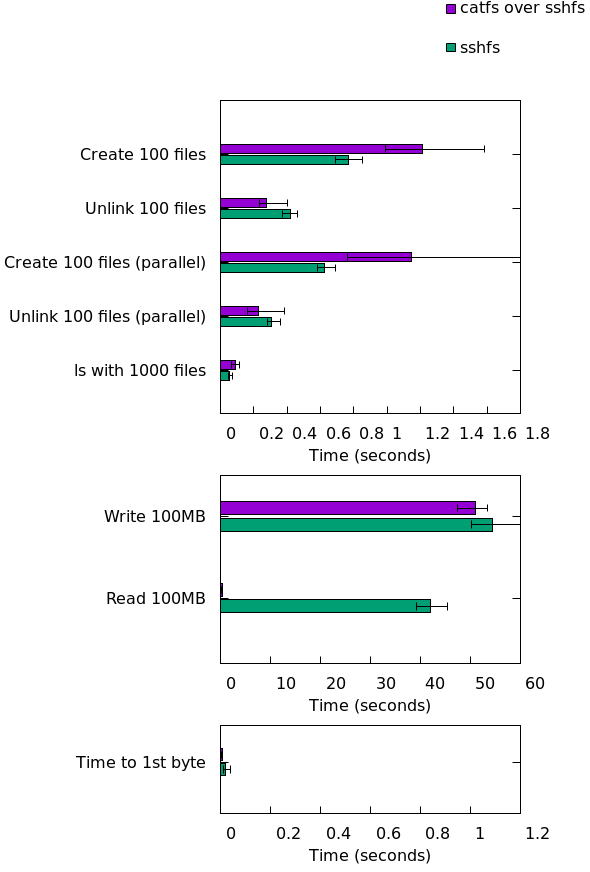 catfs over sshfs
sshfs
Create 100 files
Unlink 100 files
Create 100 files (parallel)
Unlink 100 files (parallel)
ls with 1000 files
0 0.2 0.4 0.6 0.8 1 1.2 1.4 1.6 1.8
Time (seconds)
Write 100MB
Read 100MB
0 10 20 30 40 50 60
Time (seconds)
Time to 1st byte
0 0.2 0.4 0.6 0.8 1 1.2
Time (seconds)